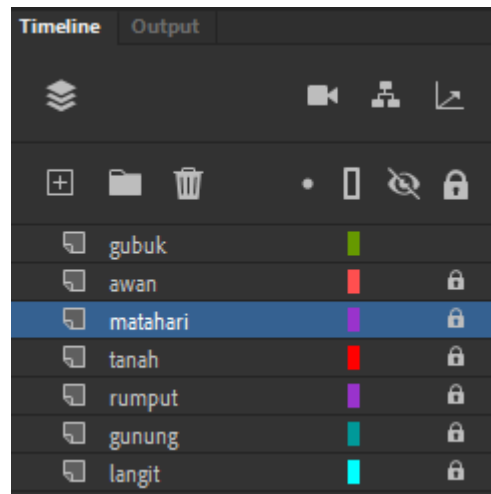 Timeline Output
gubuk
awan
matahari
tanah
rumput
gunung
langit